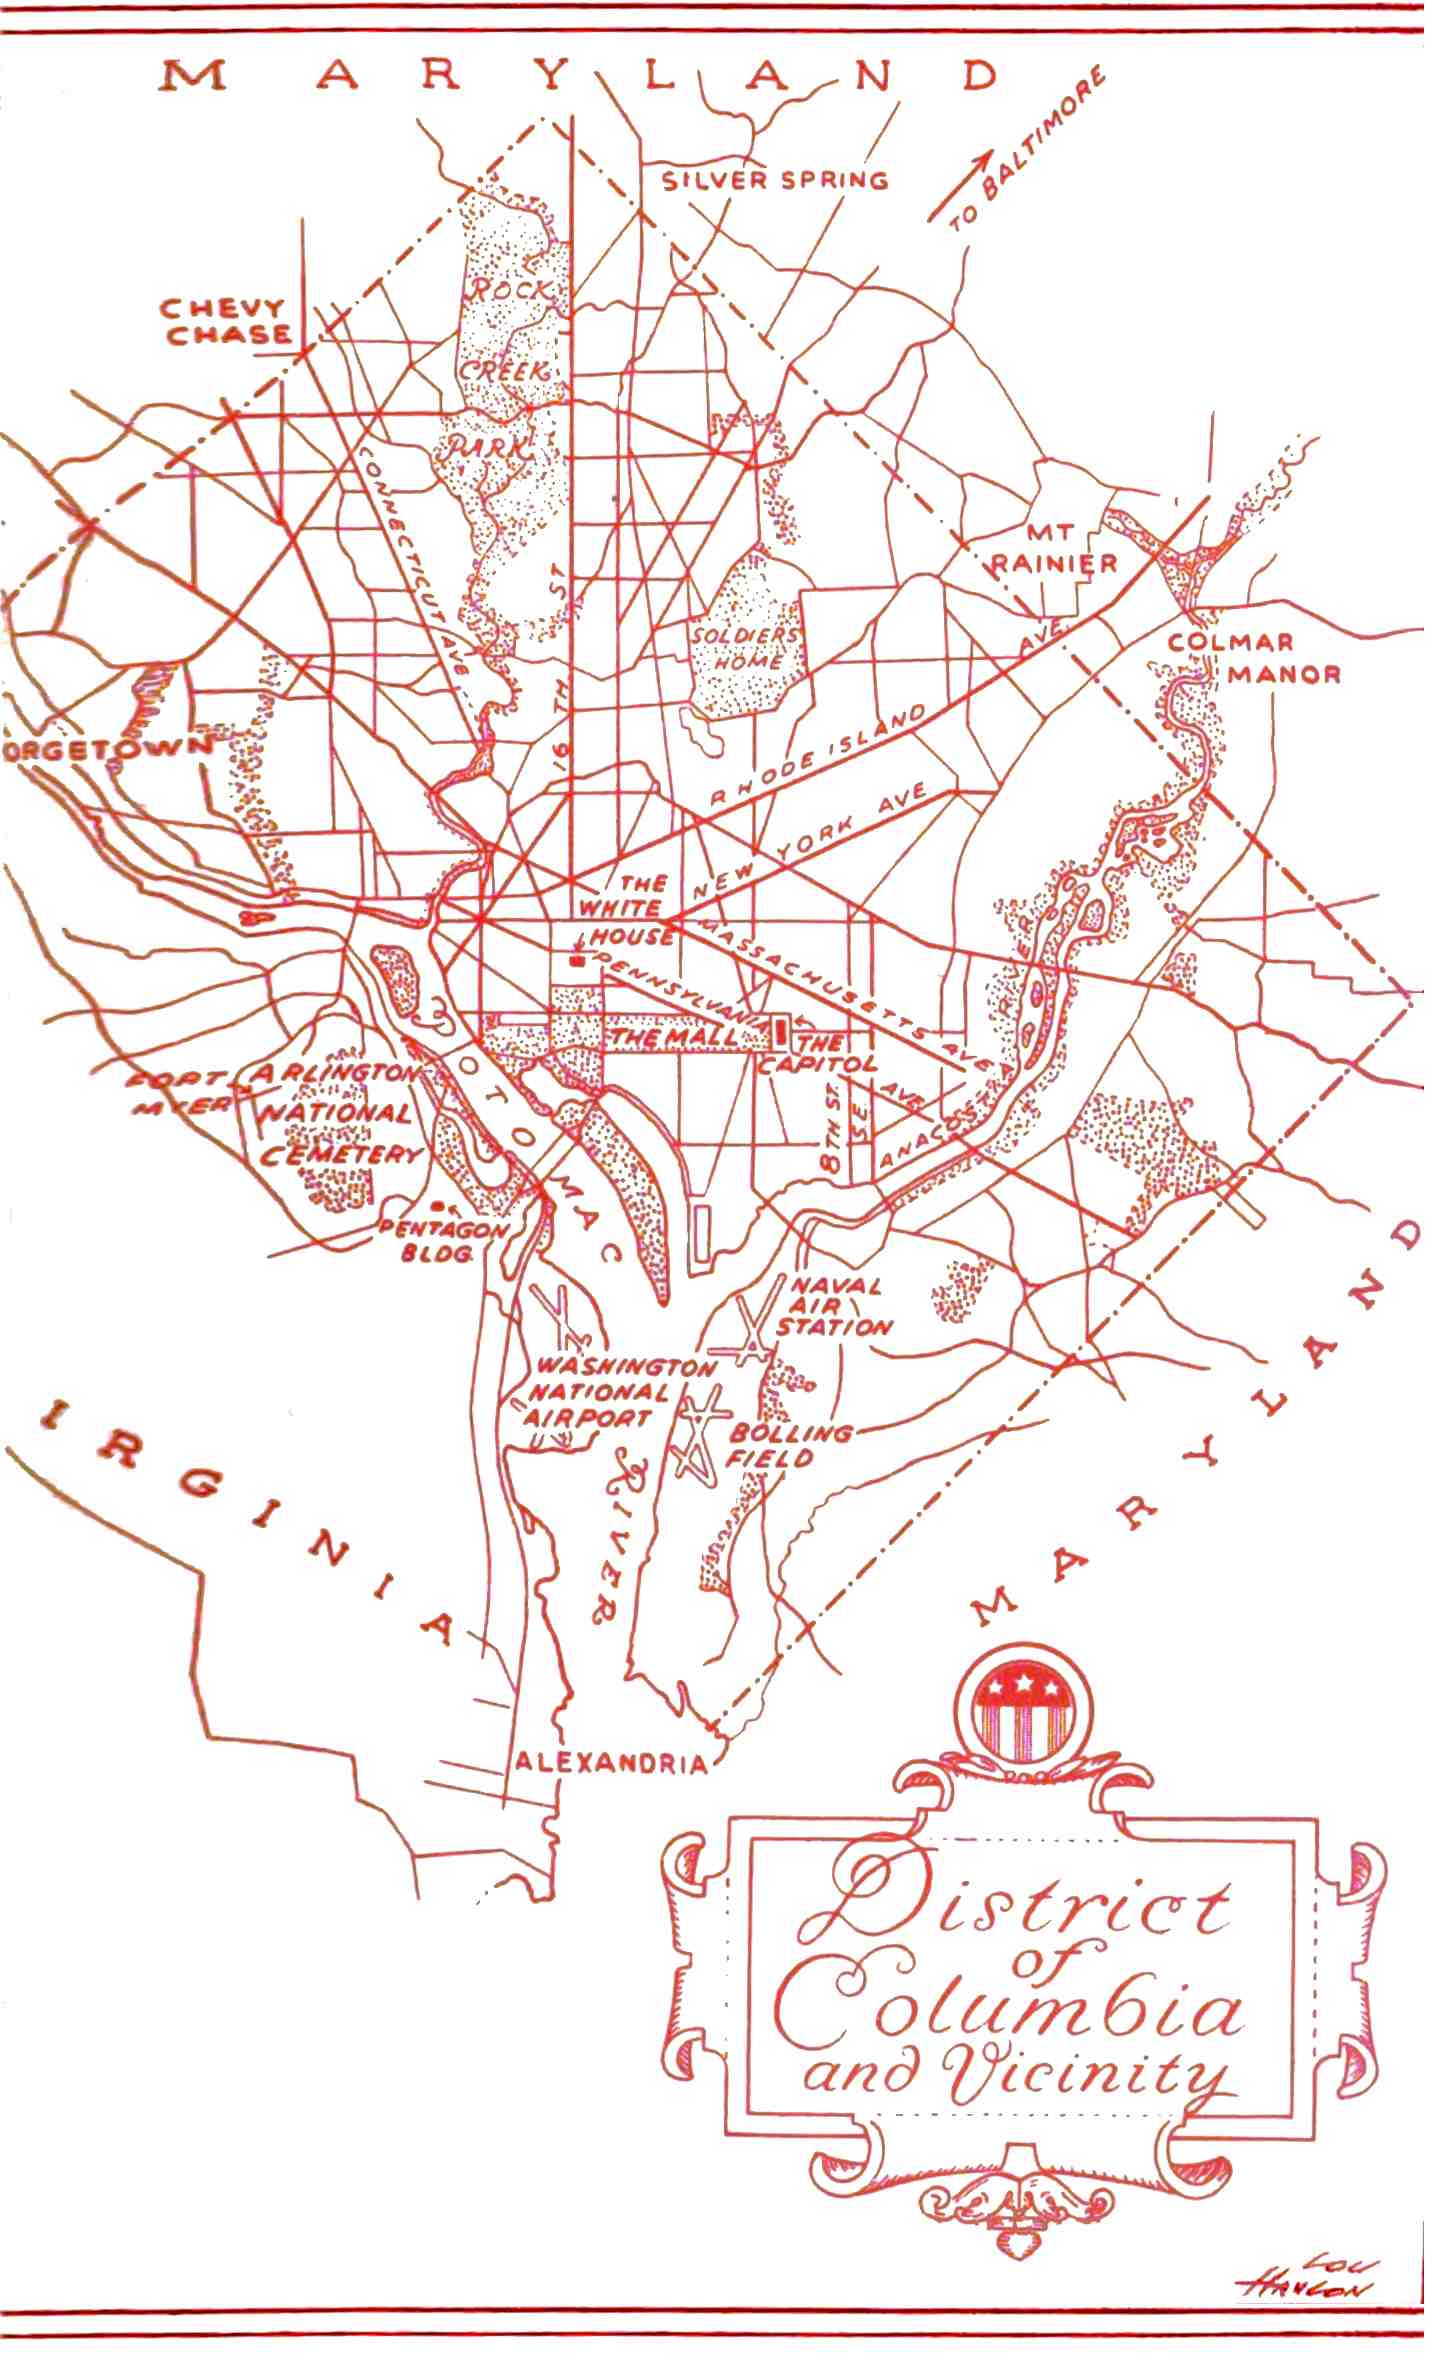 MARYLAND
TO BALTIMORE
SILVER SPRING
CHEVY
CHASE
ROCK
CREEK
PARK
CONNECTICUT AVE
16 TH ST
MT
RAINIER
SOLDIERS
HOME
COLMAR
MANOR
ORGETOWN
RHODE ISLAND AVE.
NEW YORK AVE
THE
WHITE
HOUSE
MASSACHUSETTS AVE
PENNSYLVANIA AVE
THE MALL
THE
CAPITOL
8TH ST.
S.E.
ANACOSTIA RIVER
FORT
MYER
ARLINGTON
NATIONAL
CEMETERY
POTOMAC RIVER
PENTAGON
BLDG.
NAVAL
AIR
STATION
WASHINGTON
NATIONAL
AIRPORT
BOLLING
FIELD
IRGINIA
MARYLAND
ALEXANDRIA
District
of
Columbia
and Vicinity
LOU
HANLON